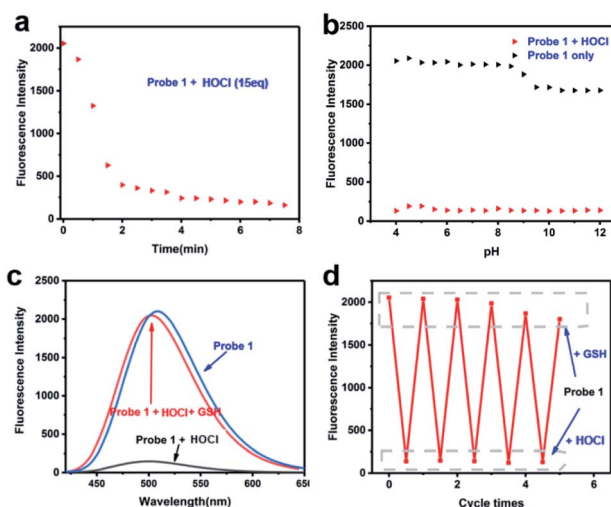 a
2000
1500
1000
500
0
0
2
4
6
8
Fluorescence Intensity
Time(min)
Probe 1 + HOCl (15eq)
b
2500
2000
1500
1000
500
0
4
6
8
10
12
Fluorescence Intensity
pH
Probe 1 + HOCl
Probe 1 only
c
2500
2000
1500
1000
500
0
450
500
550
600
650
Fluorescence Intensity
Wavelength(nm)
Probe 1
Probe 1 + HOCl+ GSH
Probe 1 + HOCl
d
2000
1500
1000
500
0
0
2
4
6
Fluorescence Intensity
Cycle times
+ GSH
Probe 1
+ HOCl